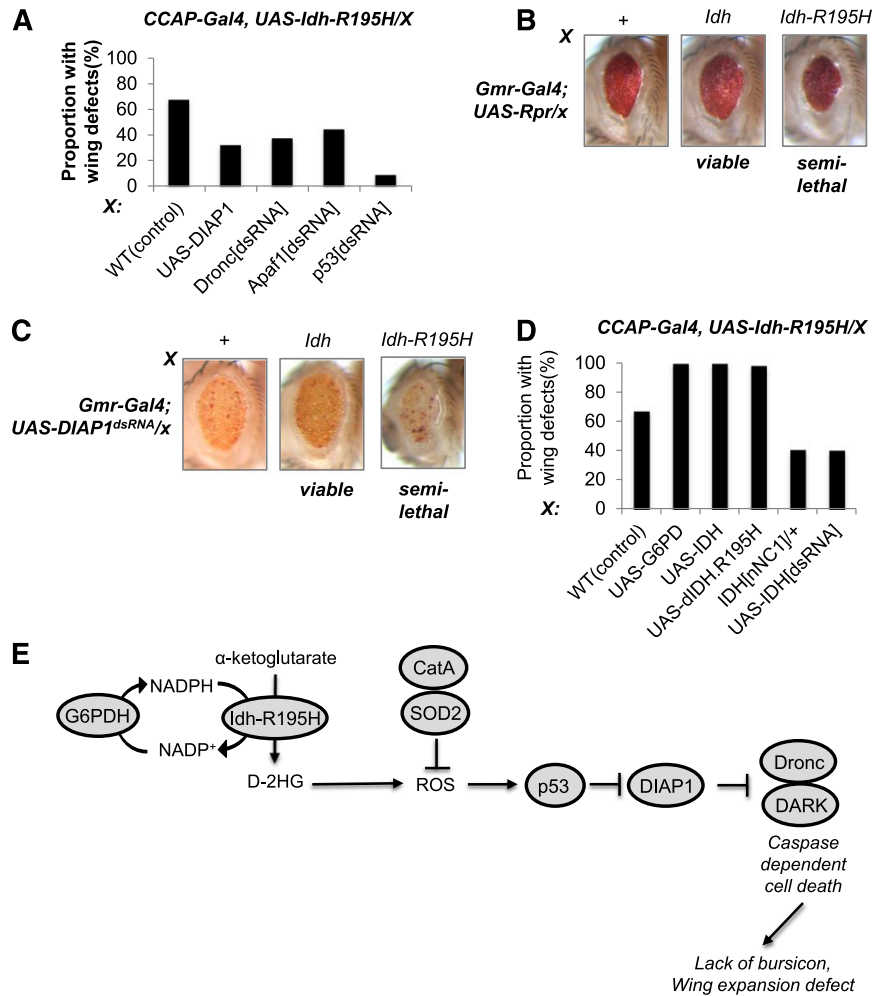 A
CCAP-Gal4, UAS-Idh-R195H/X
Proportion with
wing defects(%)
100
80
60
40
20
0
X:
WT(control)
UAS-DIAP1
Dronc[dsRNA]
Apaf1[dsRNA]
p53[dsRNA]
B
X
+
Idh
Idh-R195H
Gmr-Gal4;
UAS-Rpr/x
viable
semi-
lethal
C
X
+
Idh
Idh-R195H
Gmr-Gal4;
UAS-DIAP1dsRNA/x
viable
semi-
lethal
D
CCAP-Gal4, UAS-Idh-R195H/X
Proportion with
wing defects(%)
100
80
60
40
20
0
X:
WT(control)
UAS-G6PD
UAS-IDH
UAS-dIDH.R195H
IDH[nNC1]/+
UAS-IDH[dsRNA]
E
α-ketoglutarate
NADPH
G6PDH
Idh-R195H
NADP+
D-2HG
CatA
SOD2
ROS
p53
DIAP1
Dronc
DARK
Caspase
dependent
cell death
Lack of bursicon,
Wing expansion defect